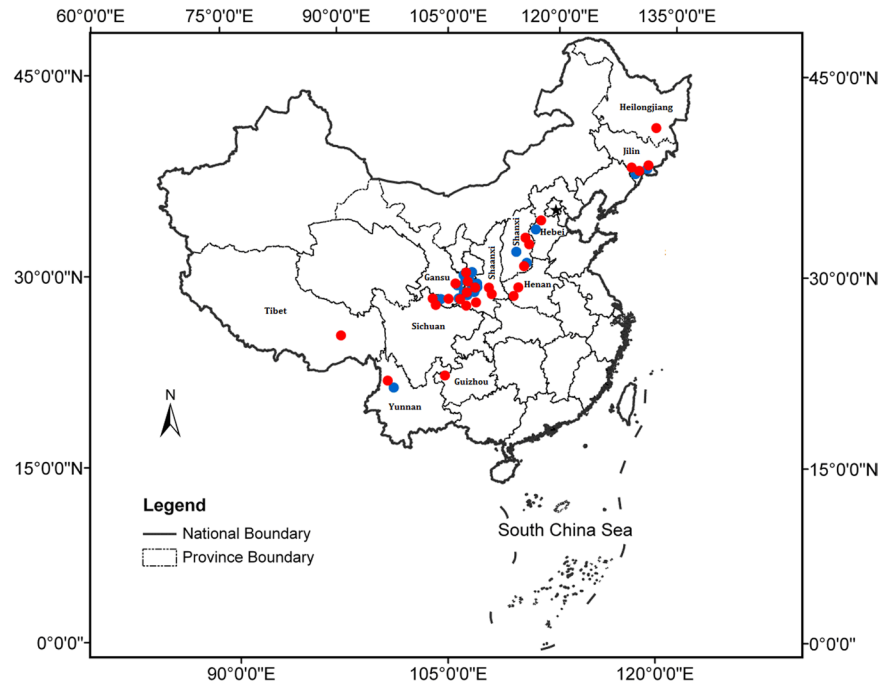 60°0'0"E 75°0'0"E 90°0'0"E 105°0'0"E 120°0'0"E 135°0'0"E
45°0'0"N 45°0'0"N
Heilongjiang
Jilin
Shanxi
Hebei
Shaanxi
30°0'0"N 30°0'0"N
Gansu
Henan
Tibet
Sichuan
Guizhou
N
Yunnan
15°0'0"N 15°0'0"N
Legend
National Boundary
Province Boundary
South China Sea
0°0'0" 0°0'0"
90°0'0"E 105°0'0"E 120°0'0"E